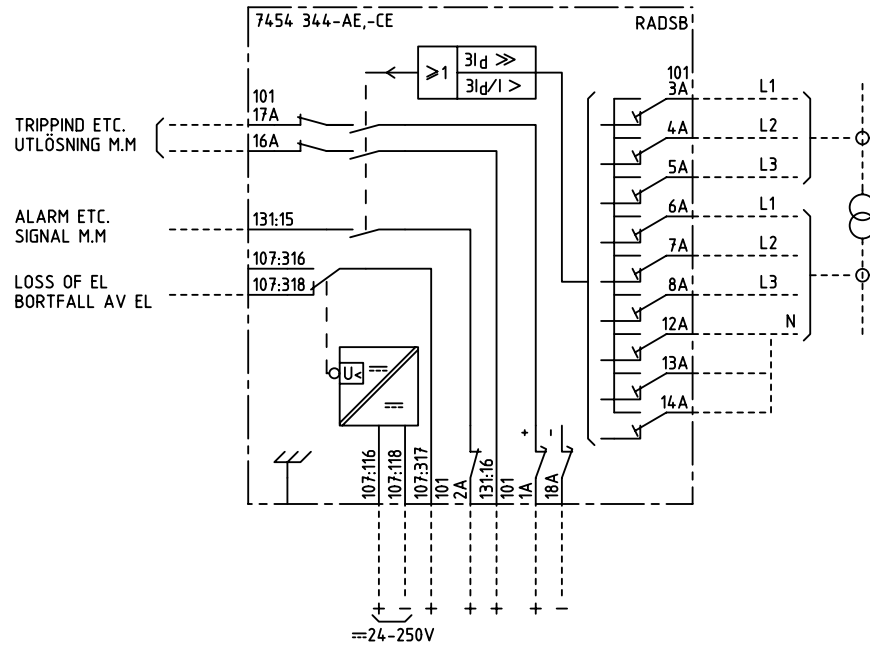 7454 344-AE,-CE
RADSB
≥1
3Id >>
3Id/I >
101
17A
16A
TRIPPIND ETC.
UTLÖSNING M.M
ALARM ETC.
SIGNAL M.M
131:15
107:316
107:318
LOSS OF EL
BORTFALL AV EL
U<
101
3A
L1
4A
L2
5A
L3
6A
L1
7A
L2
8A
L3
12A
N
13A
14A
107:116
107:118
107:317
101
2A
131:16
101
1A
18A
+ -
+ - + + + + -
24-250V